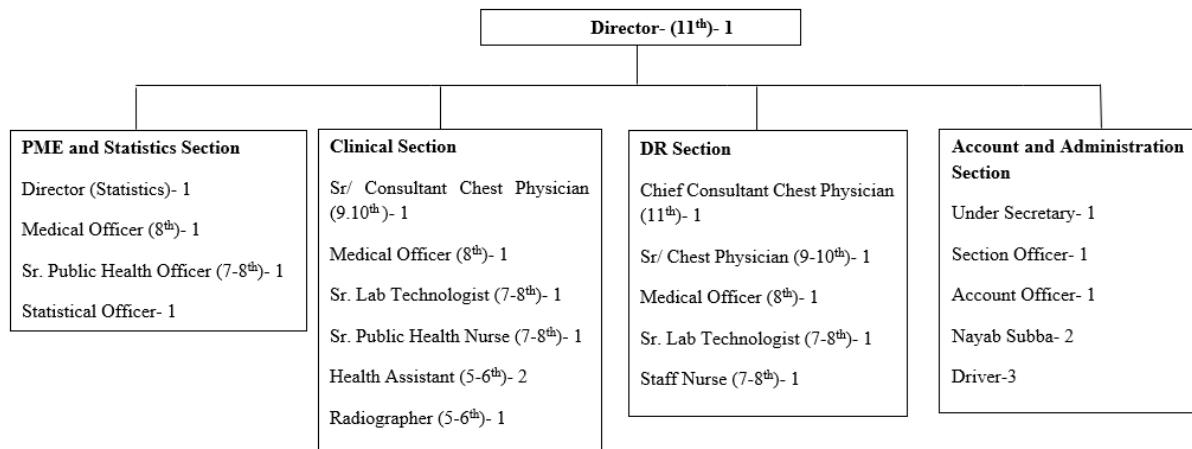 Director- (11th)- 1
PME and Statistics Section
Director (Statistics)- 1
Medical Officer (8th)- 1
Sr. Public Health Officer (7-8th)- 1
Statistical Officer- 1
Clinical Section
Sr/ Consultant Chest Physician
(9.10th)- 1
Medical Officer (8th)- 1
Sr. Lab Technologist (7-8th)- 1
Sr. Public Health Nurse (7-8th)- 1
Health Assistant (5-6th)- 2
Radiographer (5-6th)- 1
DR Section
Chief Consultant Chest Physician
(11th)- 1
Sr/ Chest Physician (9-10th)- 1
Medical Officer (8th)- 1
Sr. Lab Technologist (7-8th)- 1
Staff Nurse (7-8th)- 1
Account and Administration
Section
Under Secretary- 1
Section Officer- 1
Account Officer- 1
Nayab Subba- 2
Driver-3